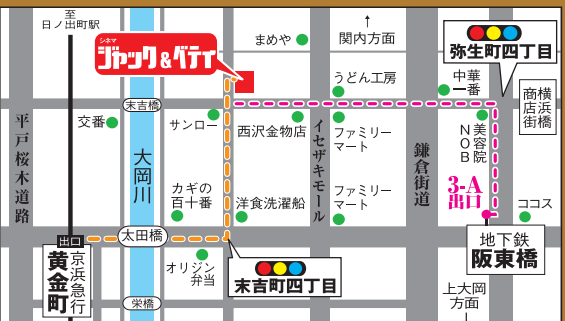 至
日ノ出町駅
シネマ
ジャック&ベティ
まめや
関内方面
弥生町四丁目
うどん工房
中華
一番
横浜橋
商店街
末吉橋
交番
サンロー
西沢金物店
ファミリー
マート
美容院
NOB
平戸桜木道路
大岡川
イセザキモール
鎌倉街道
カギの
百十番
洋食洗濯船
ファミリー
マート
3-A
出口
ココス
出口
太田橋
京浜急行
黄金町
オリジン
弁当
末吉町四丁目
地下鉄
阪東橋
栄橋
上大岡
方面